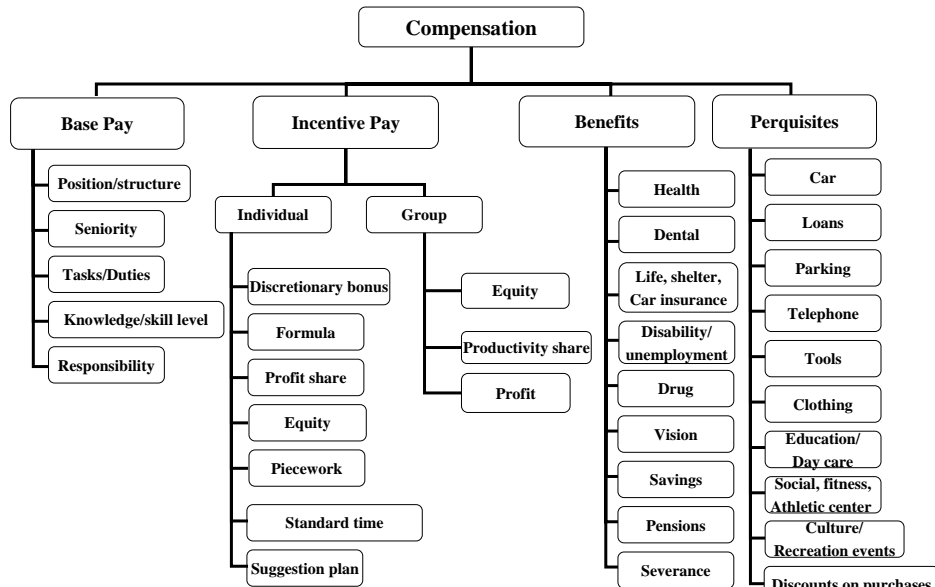 Compensation
Base Pay
Incentive Pay
Benefits
Perquisites
Position/structure
Seniority
Tasks/Duties
Knowledge/skill level
Responsibility
Individual
Group
Discretionary bonus
Formula
Profit share
Equity
Piecework
Standard time
Suggestion plan
Equity
Productivity share
Profit
Health
Dental
Life, shelter,
Car insurance
Disability/
unemployment
Drug
Vision
Savings
Pensions
Severance
Car
Loans
Parking
Telephone
Tools
Clothing
Education/
Day care
Social, fitness,
Athletic center
Culture/
Recreation events
Discounts on purchases